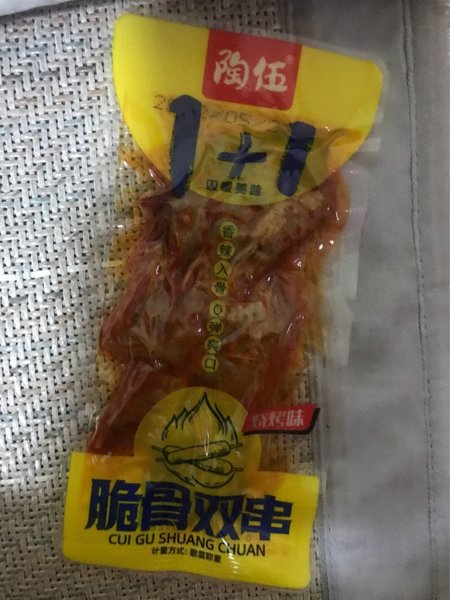 陶伍®
1+1
双重美味
香辣入骨Q弹爽口
烧烤味
脆骨双串
CUI GU SHUANG CHUAN
计量方式：散装称重